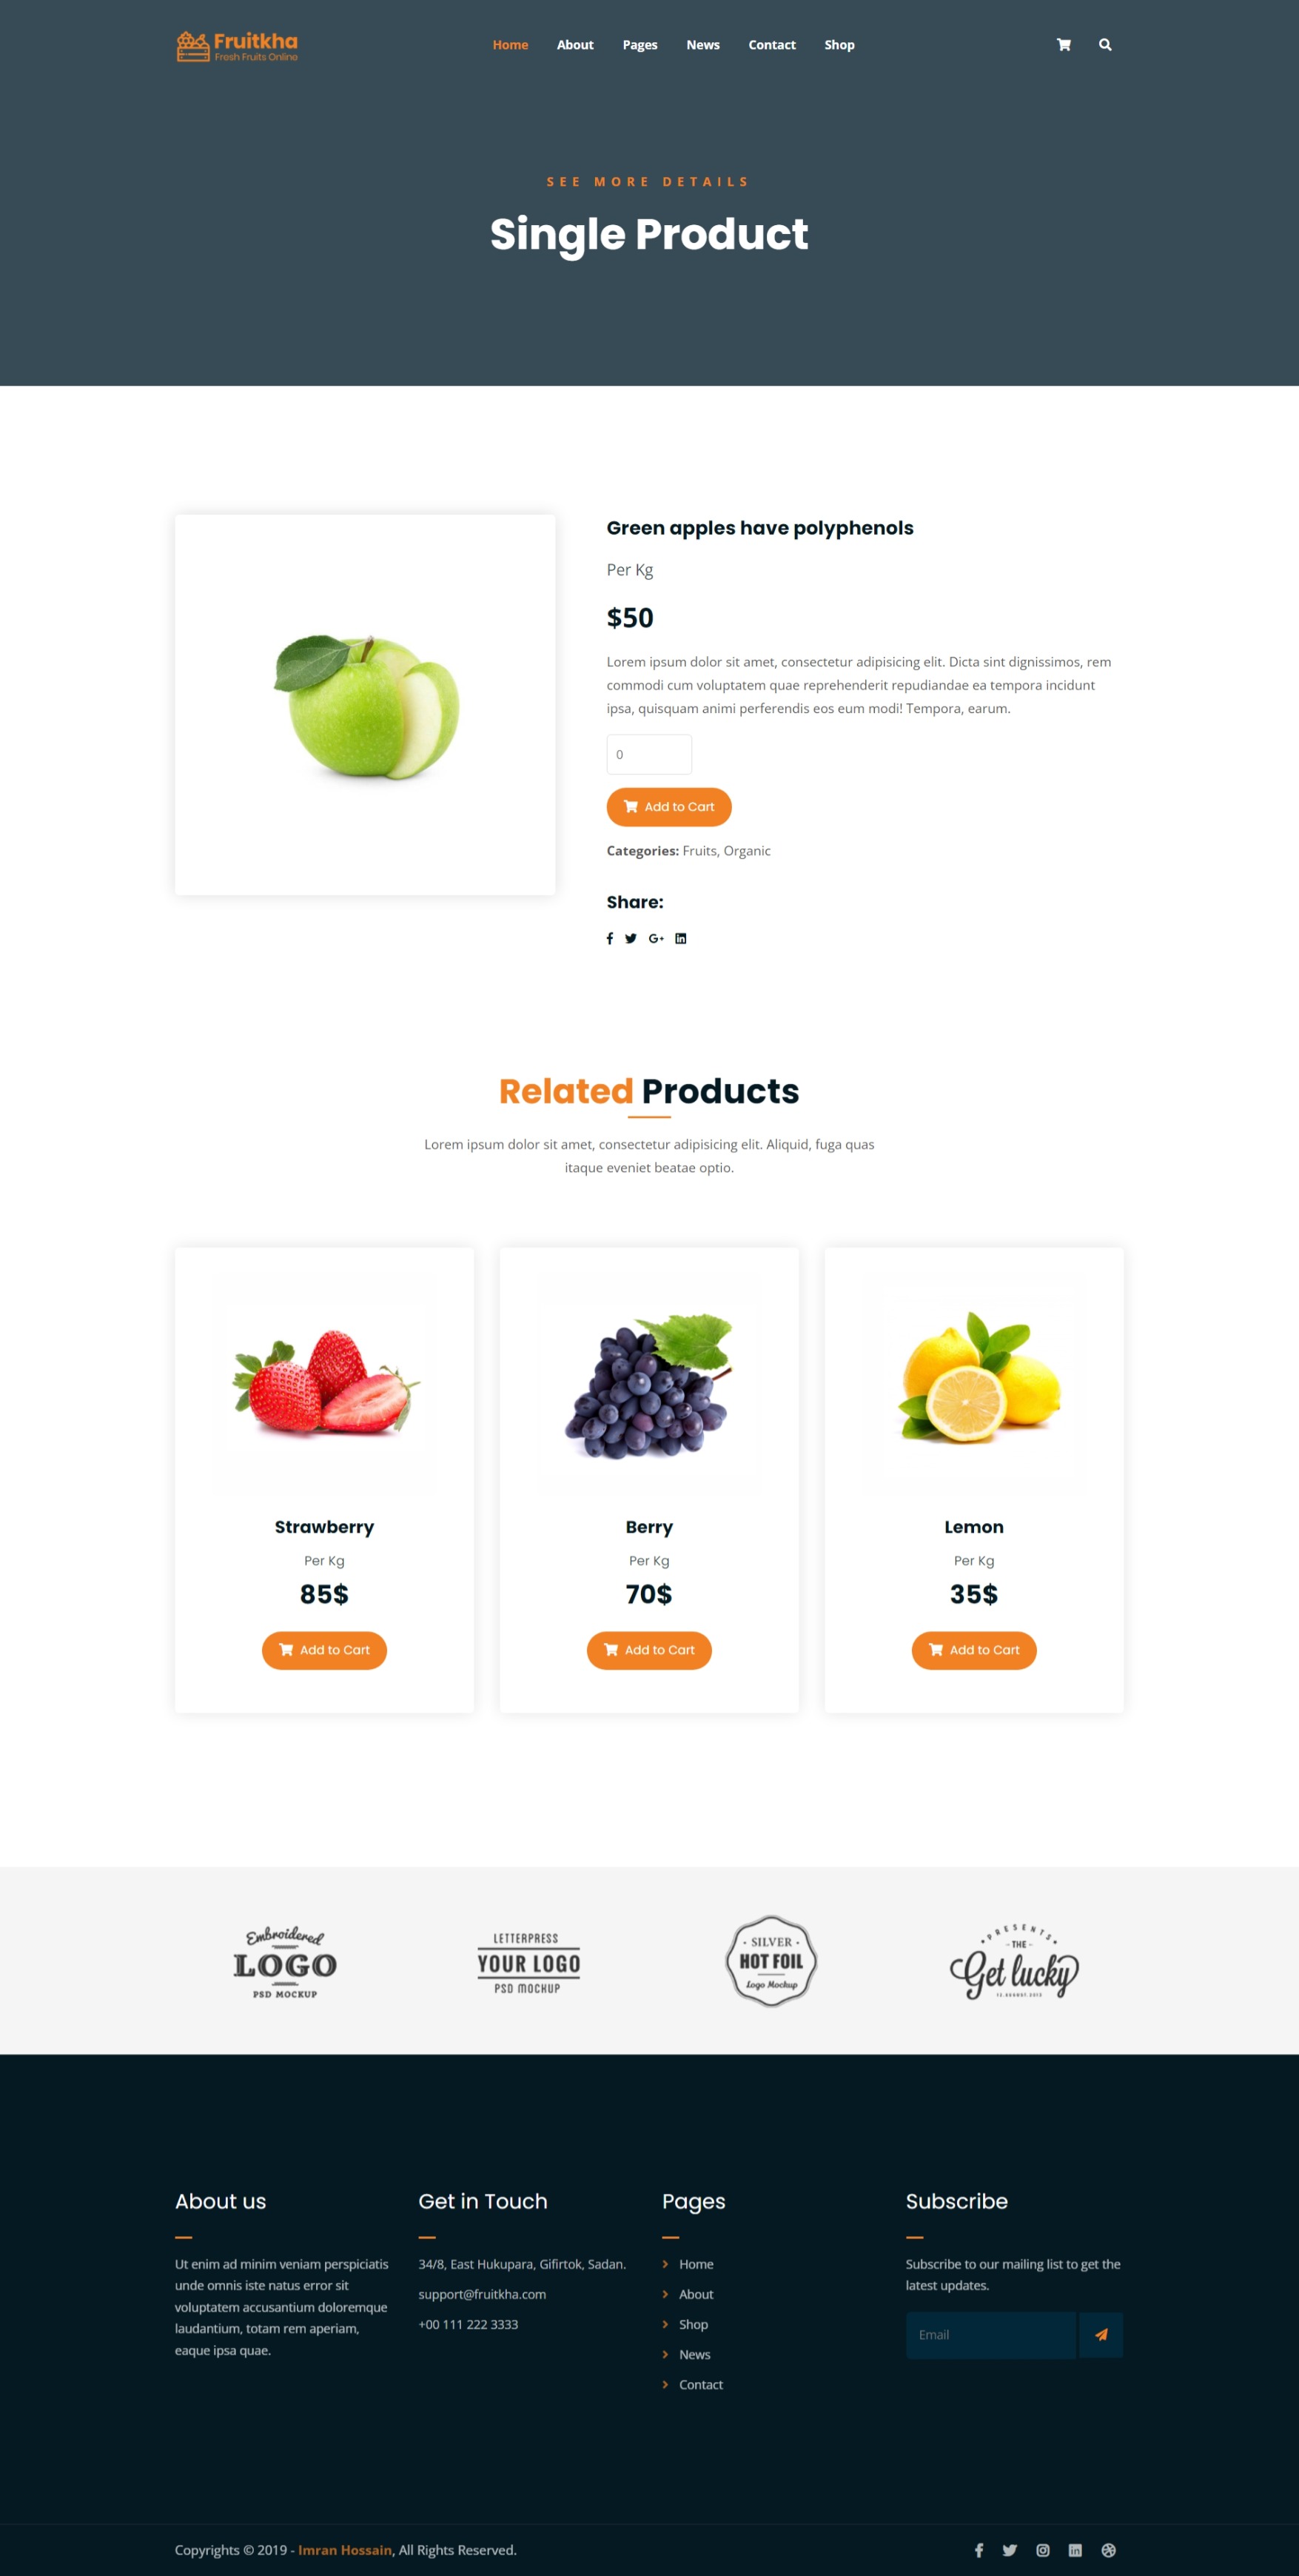 Fruitkha
Fresh Fruits Online
Home About Pages News Contact Shop
SEE MORE DETAILS
Single Product
Green apples have polyphenols
Per Kg
$50
Lorem ipsum dolor sit amet, consectetur adipisicing elit. Dicta sint dignissimos, rem
commodi cum voluptatem quae reprehenderit repudiandae ea tempora incidunt
ipsa, quisquam animi perferendis eos eum modi! Tempora, earum.
0
Add to Cart
Categories: Fruits, Organic
Share:
Related Products
Lorem ipsum dolor sit amet, consectetur adipisicing elit. Aliquid, fuga quas
itaque eveniet beatae optio.
Strawberry
Per Kg
85$
Add to Cart
Berry
Per Kg
70$
Add to Cart
Lemon
Per Kg
35$
Add to Cart
Embroidered
LOGO
PSD MOCKUP
LETTERPRESS
YOUR LOGO
PSD MOCKUP
SILVER
HOT FOIL
Logo Mockup
PRESENTS
THE
Get lucky
About us
Ut enim ad minim veniam perspiciatis
unde omnis iste natus error sit
voluptatem accusantium doloremque
laudantium, totam rem aperiam,
eaque ipsa quae.
Get in Touch
34/8, East Hukupara, Gifirtok, Sadan.
support@fruitkha.com
+00 111 222 3333
Pages
Home
About
Shop
News
Contact
Subscribe
Subscribe to our mailing list to get the
latest updates.
Email
Copyrights © 2019 - Imran Hossain, All Rights Reserved.